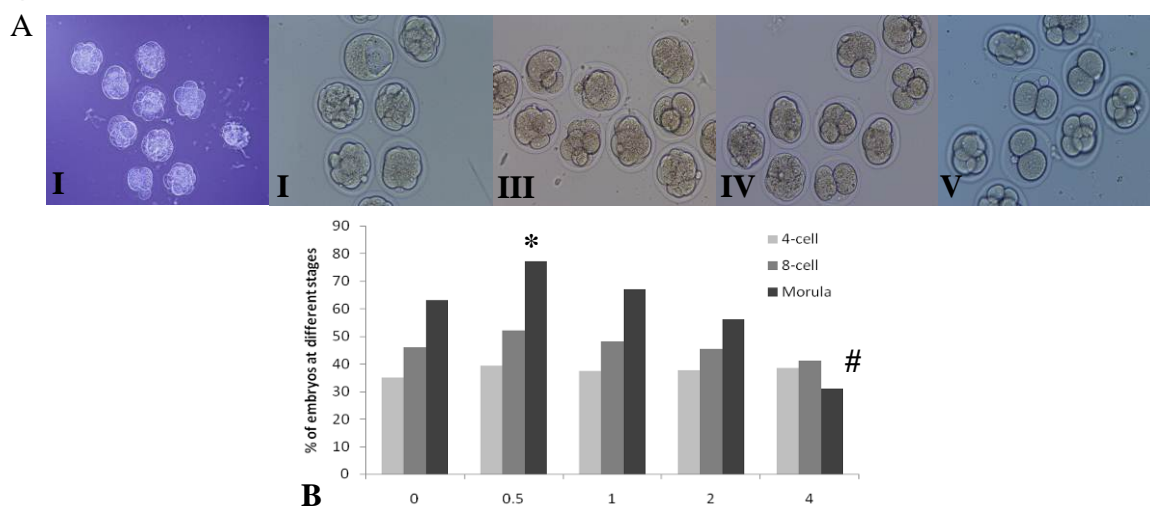 A
I I III IV V
% of embryos at different stages
90
80
70
60
50
40
30
20
10
0
*
#
4-cell
8-cell
Morula
B
0 0.5 1 2 4